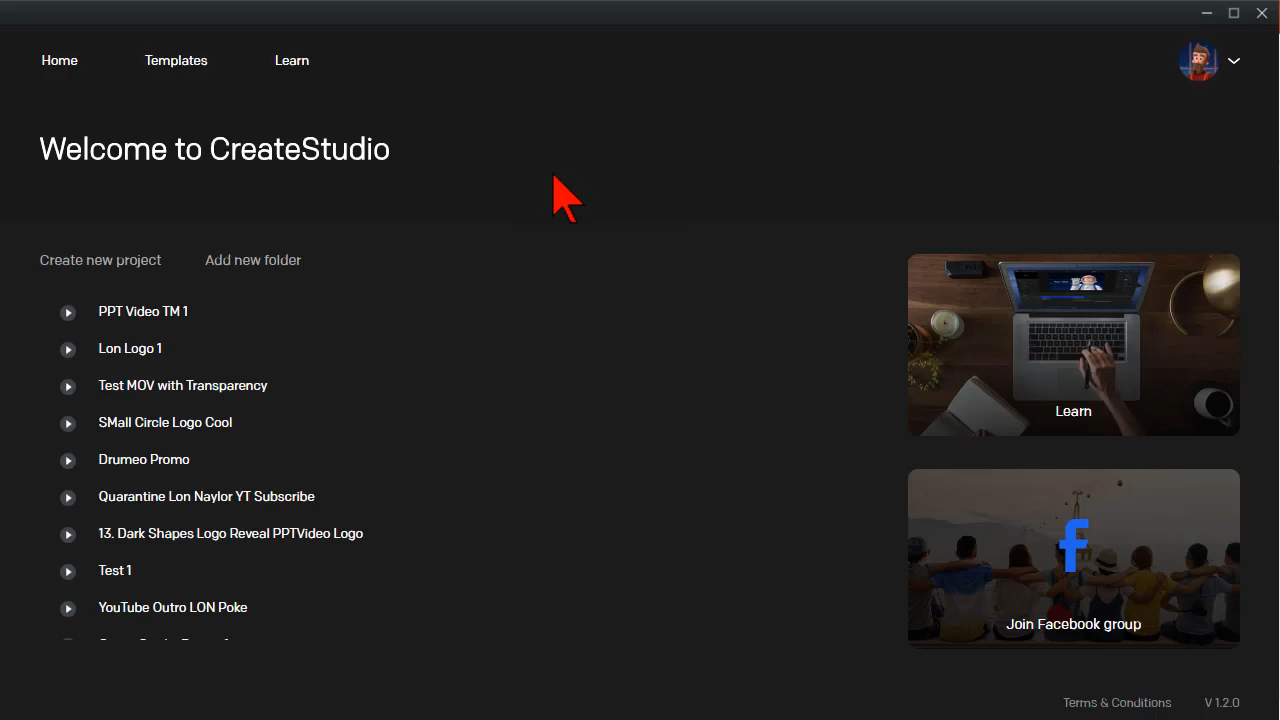 Home
Templates
Learn
Welcome to CreateStudio
Create new project
Add new folder
PPT Video TM 1
Lon Logo 1
Test MOV with Transparency
SMall Circle Logo Cool
Drumeo Promo
Quarantine Lon Naylor YT Subscribe
13. Dark Shapes Logo Reveal PPTVideo Logo
Test 1
YouTube Outro LON Poke
Learn
Join Facebook group
Terms & Conditions
V 1.2.0